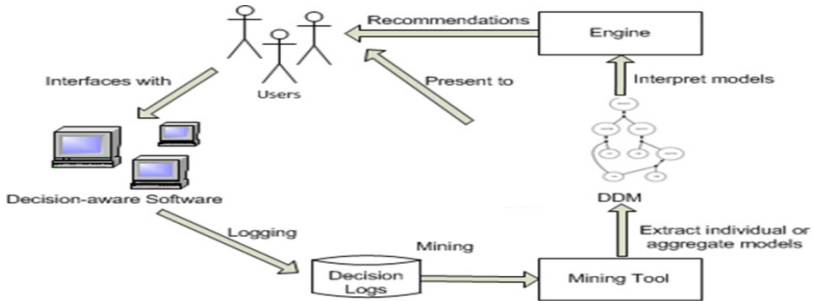 Recommendations
Engine
Interfaces with
Users
Present to
Interpret models
Decision-aware Software
DDM
Logging
Mining
Extract individual or
aggregate models
Decision
Logs
Mining Tool